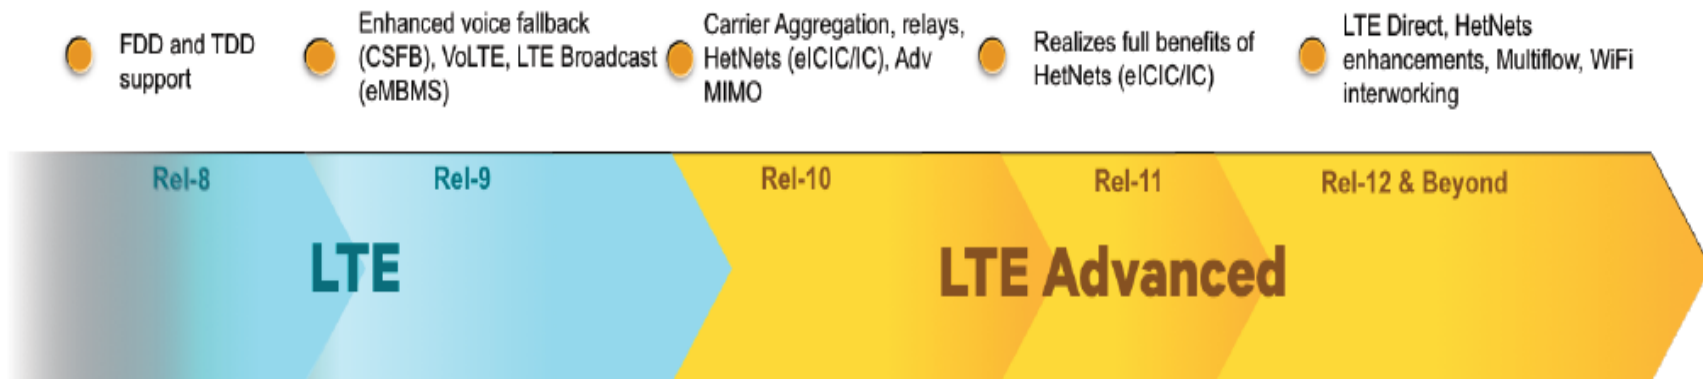 FDD and TDD
support
Enhanced voice fallback
(CSFB), VoLTE, LTE Broadcast
(eMBMS)
Carrier Aggregation, relays,
HetNets (eICIC/IC), Adv
MIMO
Realizes full benefits of
HetNets (eICIC/IC)
LTE Direct, HetNets
enhancements, Multiflow, WiFi
interworking
Rel-8
Rel-9
Rel-10
Rel-11
Rel-12 & Beyond
LTE
LTE Advanced